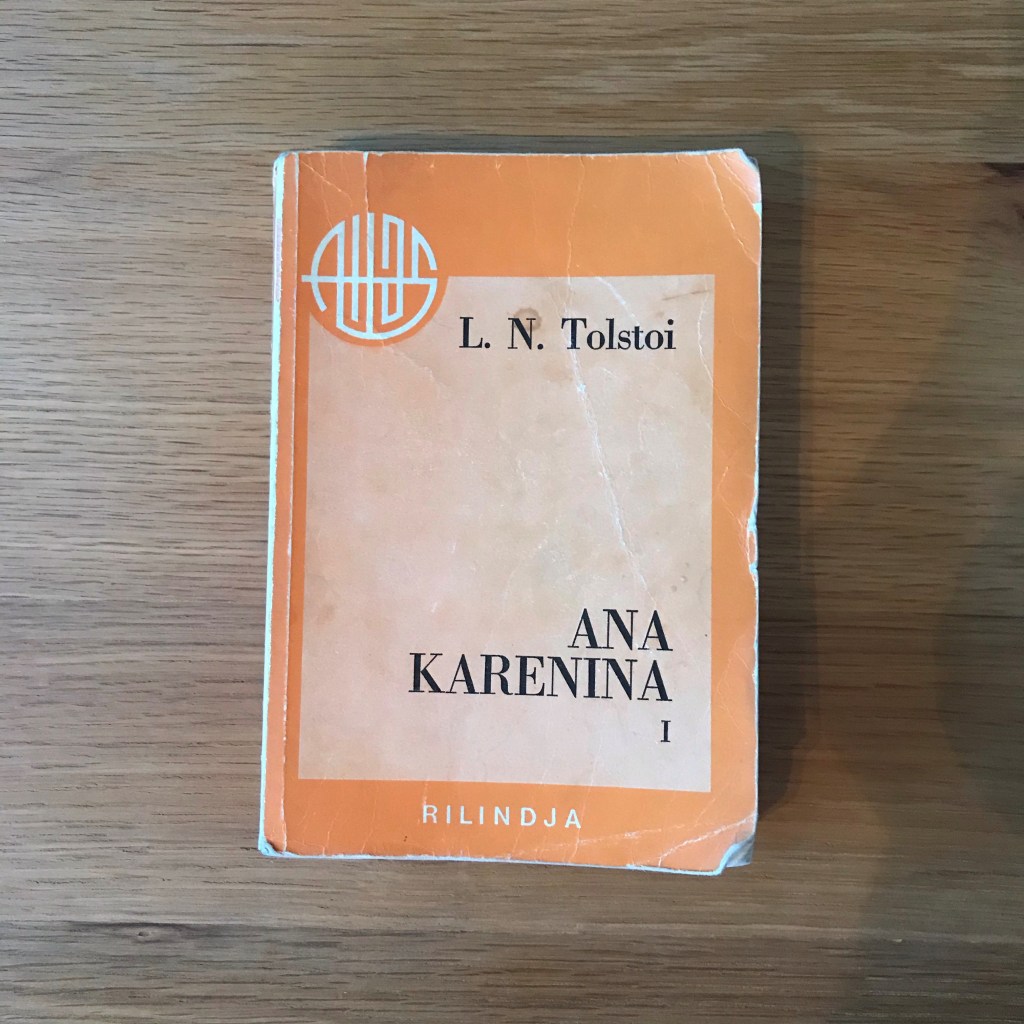 L. N. Tolstoi
ANA
KARENINA
I
RILINDJA